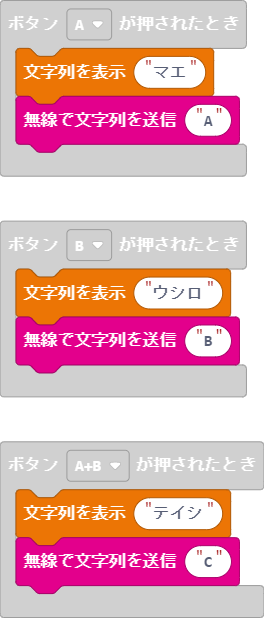 ボタン A が押されたとき
文字列を表示 "マエ"
無線で文字列を送信 "A"
ボタン B が押されたとき
文字列を表示 "ウシロ"
無線で文字列を送信 "B"
ボタン A+B が押されたとき
文字列を表示 "テイシ"
無線で文字列を送信 "C"